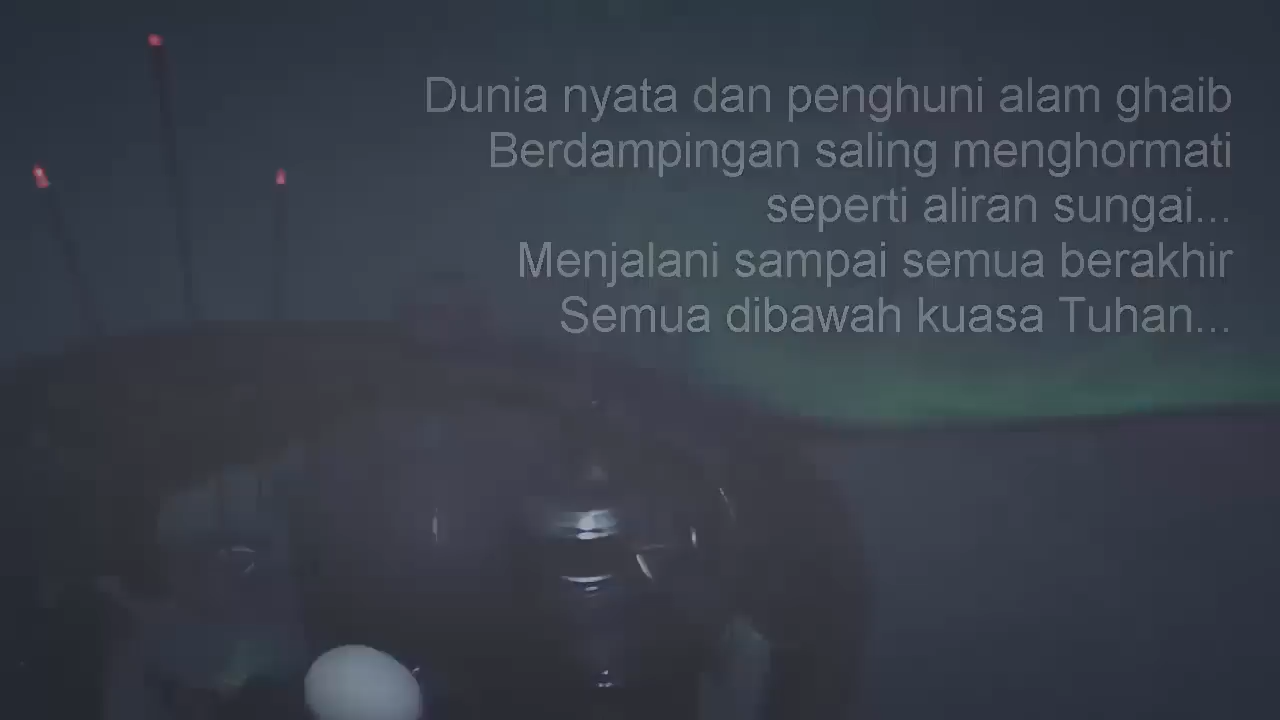 Dunia nyata dan penghuni alam ghaib
Berdampingan saling menghormati
seperti aliran sungai...
Menjalani sampai semua berakhir
Semua dibawah kuasa Tuhan...